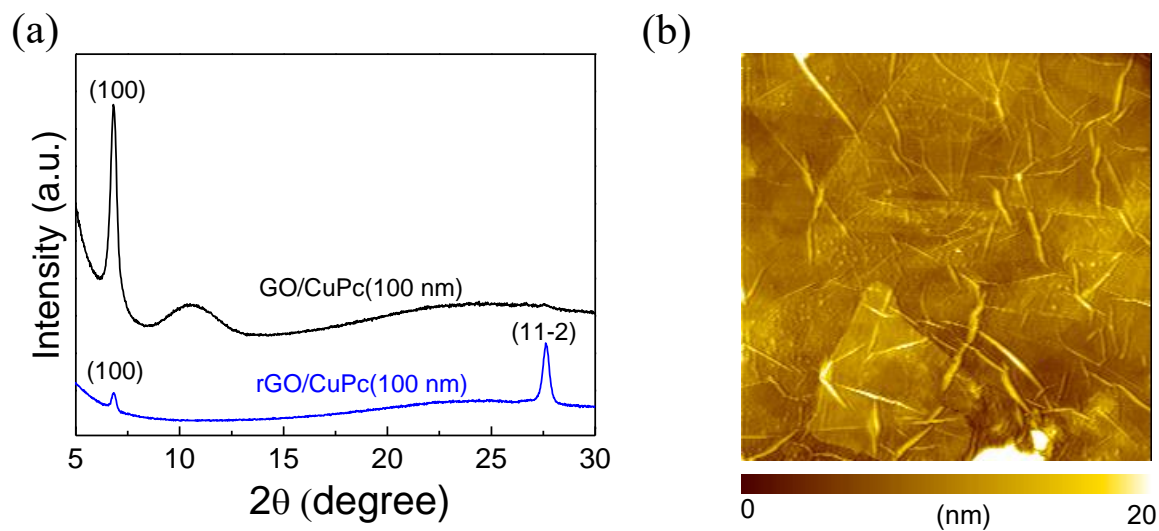 (a)
(b)
(100)
GO/CuPc(100 nm)
(11-2)
(100)
rGO/CuPc(100 nm)
Intensity (a.u.)
5
10
15
20
25
30
2θ (degree)
0
(nm)
20